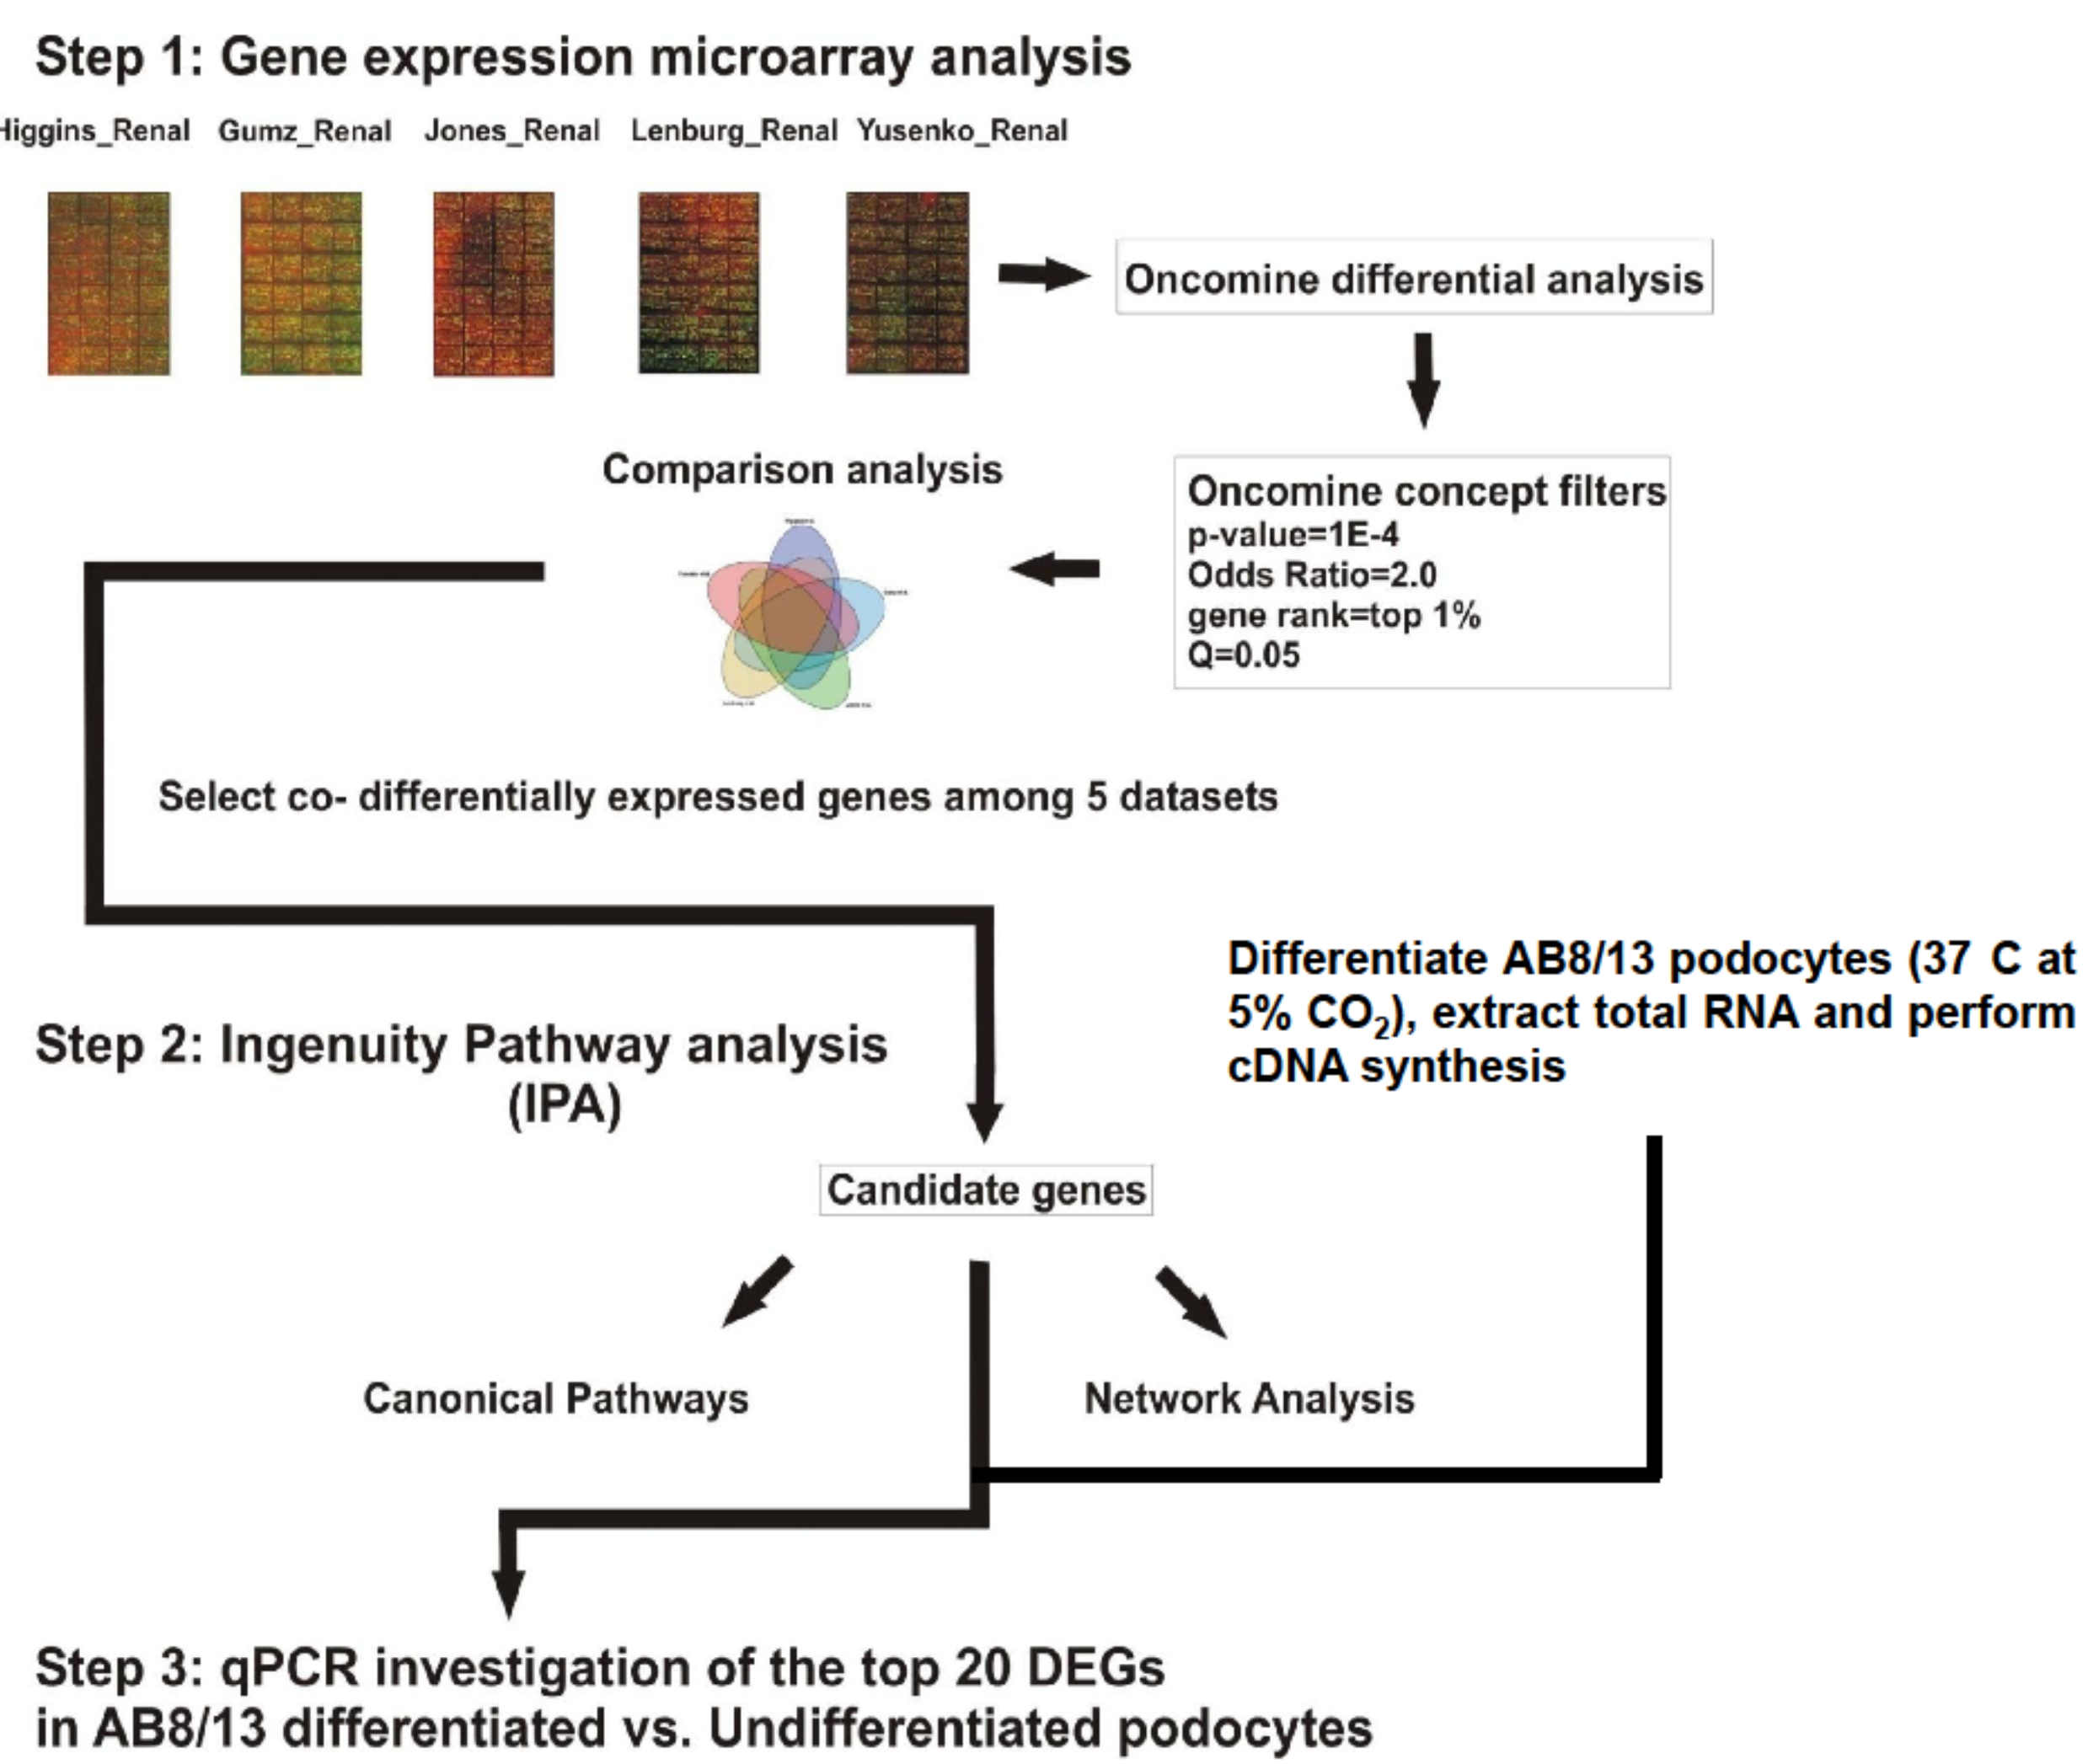 Step 1: Gene expression microarray analysis
Higgins_Renal Gumz_Renal Jones_Renal Lenburg_Renal Yusenko_Renal
Oncomine differential analysis
Comparison analysis
Oncomine concept filters
p-value=1E-4
Odds Ratio=2.0
gene rank=top 1%
Q=0.05
Select co- differentially expressed genes among 5 datasets
Differentiate AB8/13 podocytes (37 C at
5% CO₂), extract total RNA and perform
cDNA synthesis
Step 2: Ingenuity Pathway analysis
(IPA)
Candidate genes
Canonical Pathways
Network Analysis
Step 3: qPCR investigation of the top 20 DEGs
in AB8/13 differentiated vs. Undifferentiated podocytes